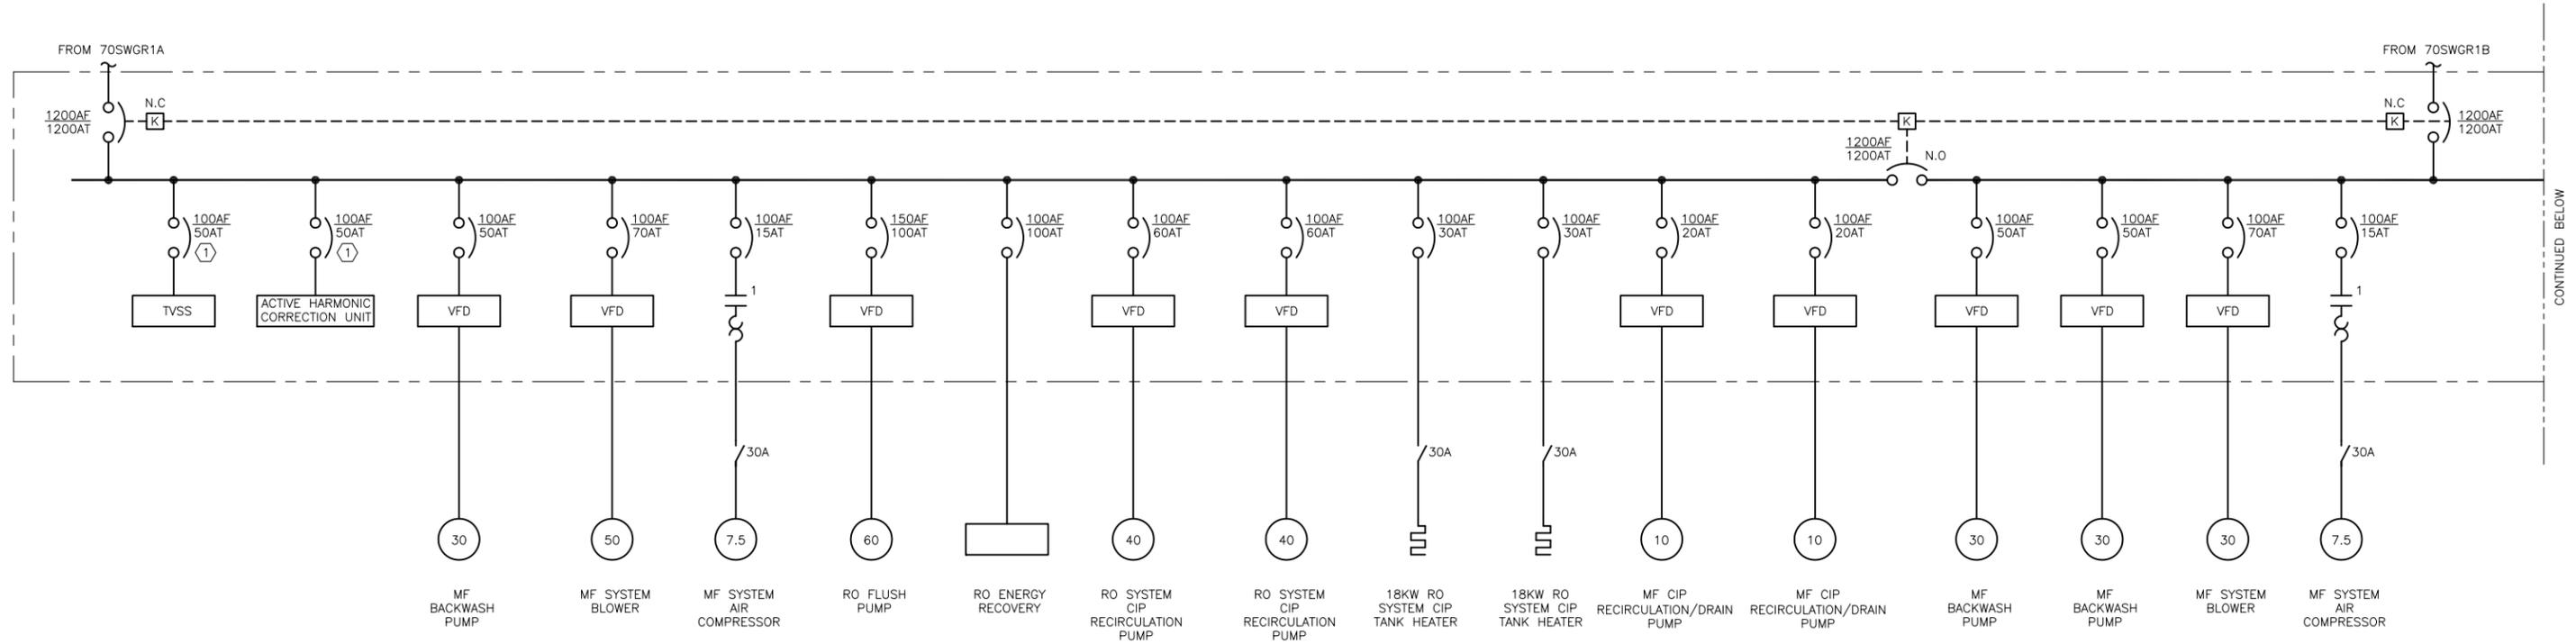 FROM 70SWGR1A
FROM 70SWGR1B
N.C
1200AF
1200AT
K
K
1200AF
1200AT
N.O
N.C
K
1200AF
1200AT
100AF
50AT
1
100AF
50AT
1
100AF
50AT
100AF
70AT
100AF
15AT
150AF
100AT
100AF
100AT
100AF
60AT
100AF
60AT
100AF
30AT
100AF
30AT
100AF
20AT
100AF
20AT
100AF
50AT
100AF
50AT
100AF
70AT
100AF
15AT
CONTINUED BELOW
TVSS
ACTIVE HARMONIC
CORRECTION UNIT
VFD
VFD
1
VFD
VFD
VFD
VFD
VFD
VFD
VFD
VFD
1
30A
30A
30A
30A
30
50
7.5
60
40
40
10
10
30
30
30
7.5
MF
BACKWASH
PUMP
MF SYSTEM
BLOWER
MF SYSTEM
AIR
COMPRESSOR
RO FLUSH
PUMP
RO ENERGY
RECOVERY
RO SYSTEM
CIP
RECIRCULATION
PUMP
RO SYSTEM
CIP
RECIRCULATION
PUMP
18KW RO
SYSTEM CIP
TANK HEATER
18KW RO
SYSTEM CIP
TANK HEATER
MF CIP
RECIRCULATION/DRAIN
PUMP
MF CIP
RECIRCULATION/DRAIN
PUMP
MF
BACKWASH
PUMP
MF
BACKWASH
PUMP
MF SYSTEM
BLOWER
MF SYSTEM
AIR
COMPRESSOR